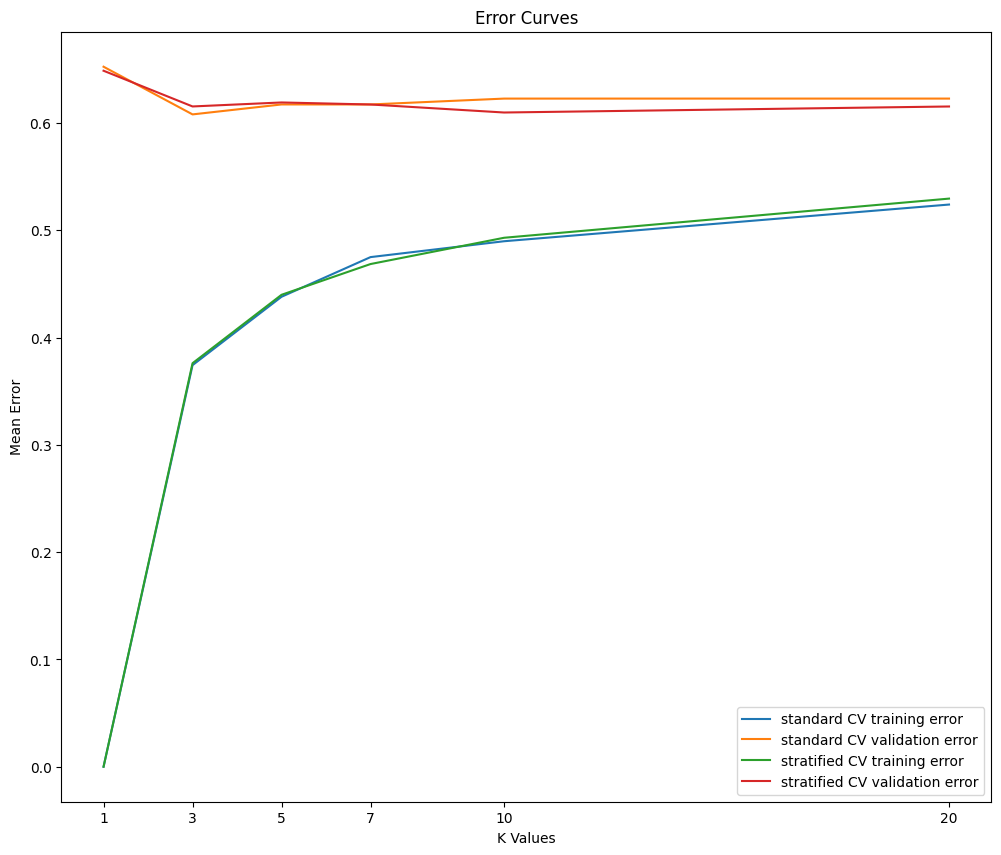 Error Curves
0.6
0.5
0.4
0.3
0.2
0.1
0.0
Mean Error
1 3 5 7 10 20
K Values
standard CV training error
standard CV validation error
stratified CV training error
stratified CV validation error